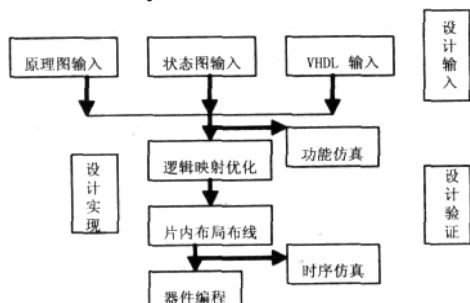 原理图输入
状态图输入
VHDL 输入
设计输入
功能仿真
逻辑映射优化
设计实现
设计验证
片内布局布线
时序仿真
器件编程